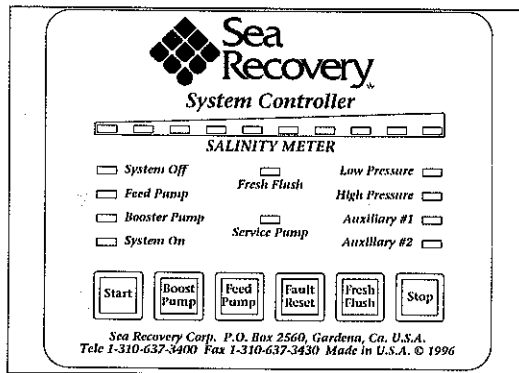 Sea
Recovery
System Controller
SALINITY METER
System Off
Feed Pump
Booster Pump
System On
Fresh Flush
Service Pump
Low Pressure
High Pressure
Auxiliary #1
Auxiliary #2
Start
Boost
Pump
Feed
Pump
Fault
Reset
Fresh
Flush
Stop
Sea Recovery Corp. P.O. Box 2560, Gardena, Ca. U.S.A.
Tele 1-310-637-3400 Fax 1-310-637-3430 Made in U.S.A. © 1996